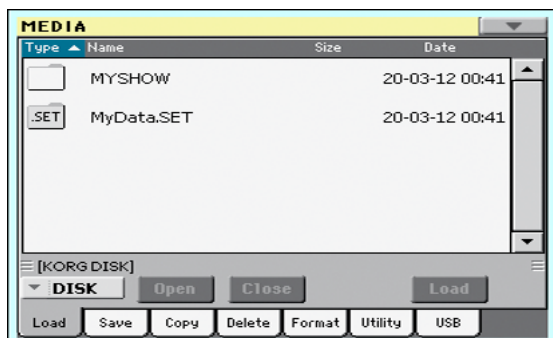 MEDIA
Type Name Size Date
MYSHOW 20-03-12 00:41
.SET MyData.SET 20-03-12 00:41
[KORG DISK]
DISK Open Close Load
Load Save Copy Delete Format Utility USB